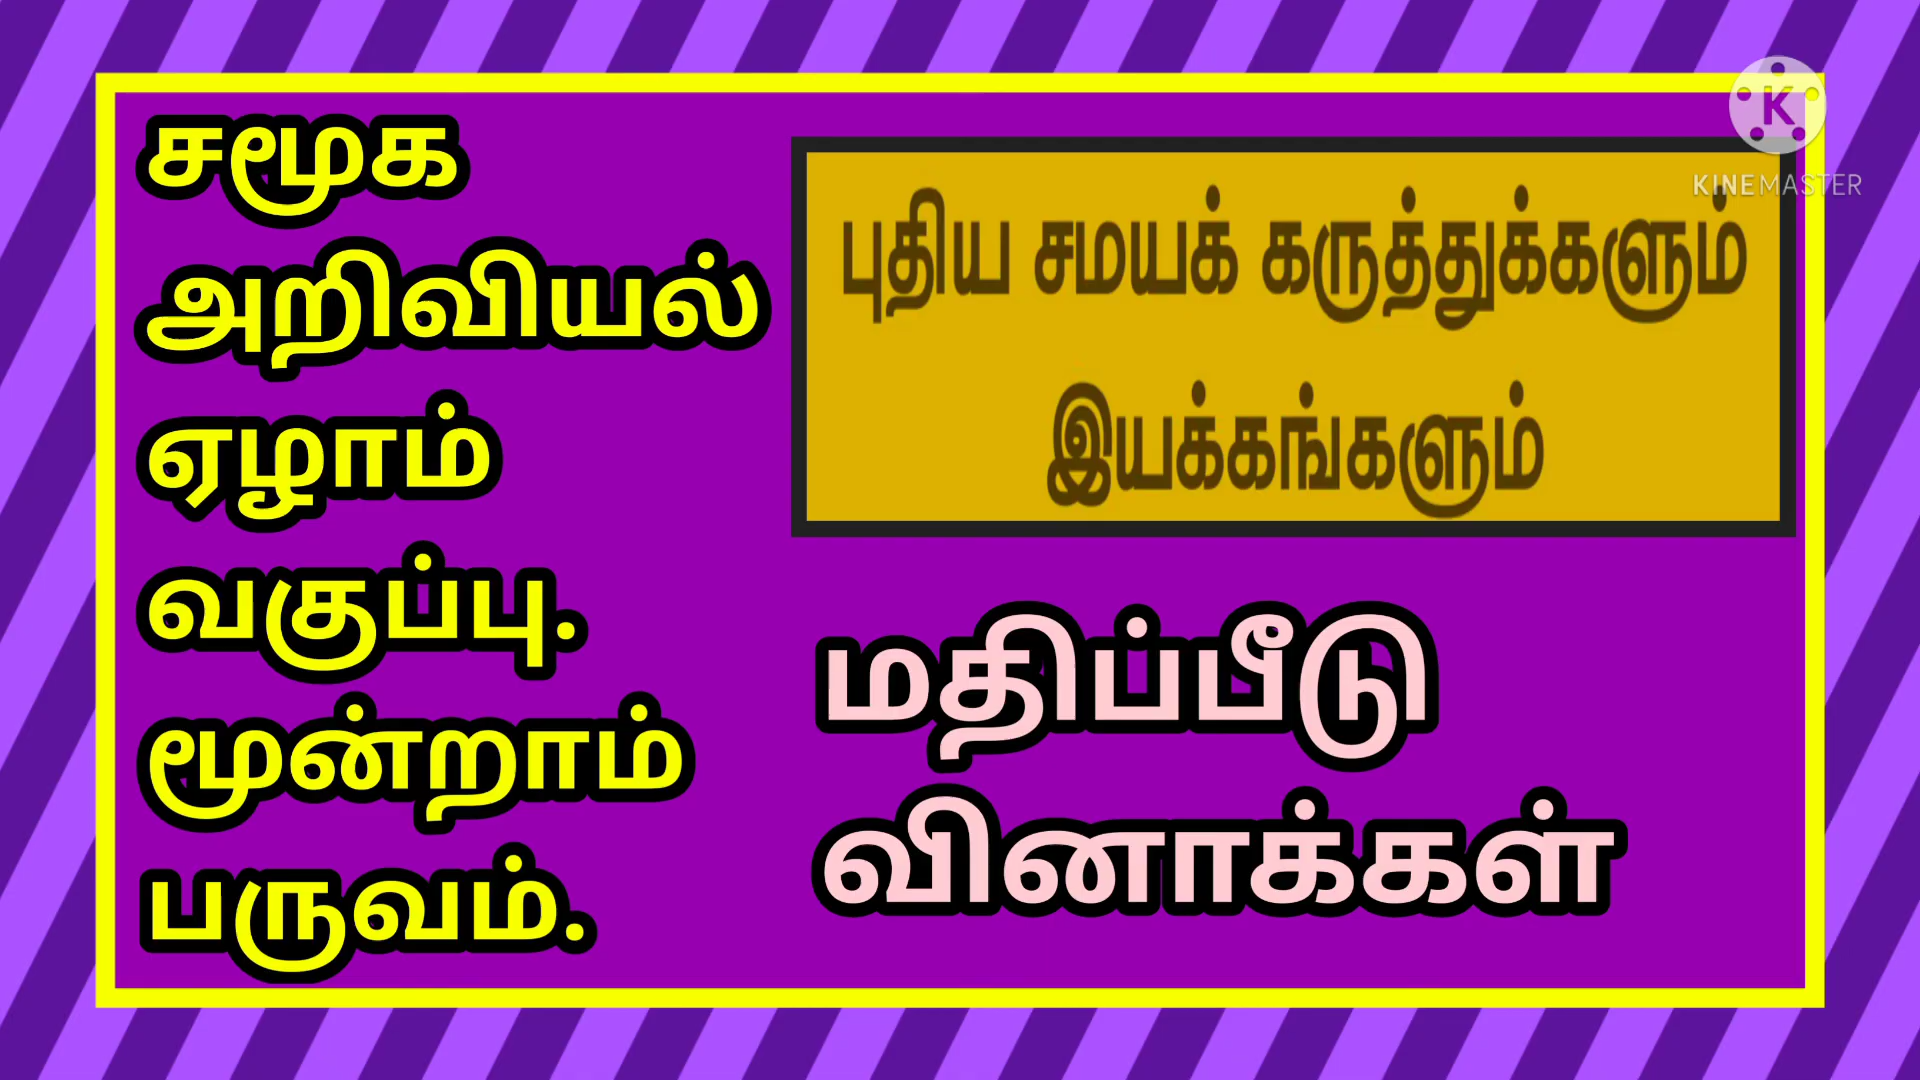 சமூக
அறிவியல்
ஏழாம்
வகுப்பு.
மூன்றாம்
பருவம்.
புதிய சமயக் கருத்துக்களும்
இயக்கங்களும்
மதிப்பீடு
வினாக்கள்
K
KINEMASTER